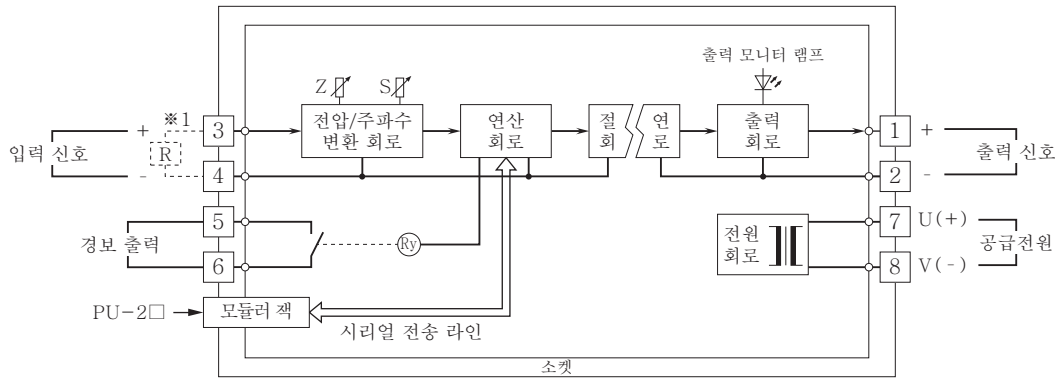 출력 모니터 램프
Z
S
※1
3
전압/주파수
변환 회로
연산
회로
절 연
회 로
출력
회로
1
+
+
입력 신호
R
출력 신호
-
4
2
-
5
경보 출력
Ry
6
전원
회로
7
U(+)
공급전원
8
V(-)
PU-2□
모듈러 잭
시리얼 전송 라인
소켓